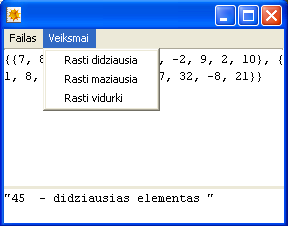 Failas Veiksmai
{{7, 8 , -2, 9, 2, 10}, {
1, 8, 7, 32, -8, 21}}
Rasti didziausia
Rasti maziausia
Rasti vidurki
"45 - didziausias elementas "